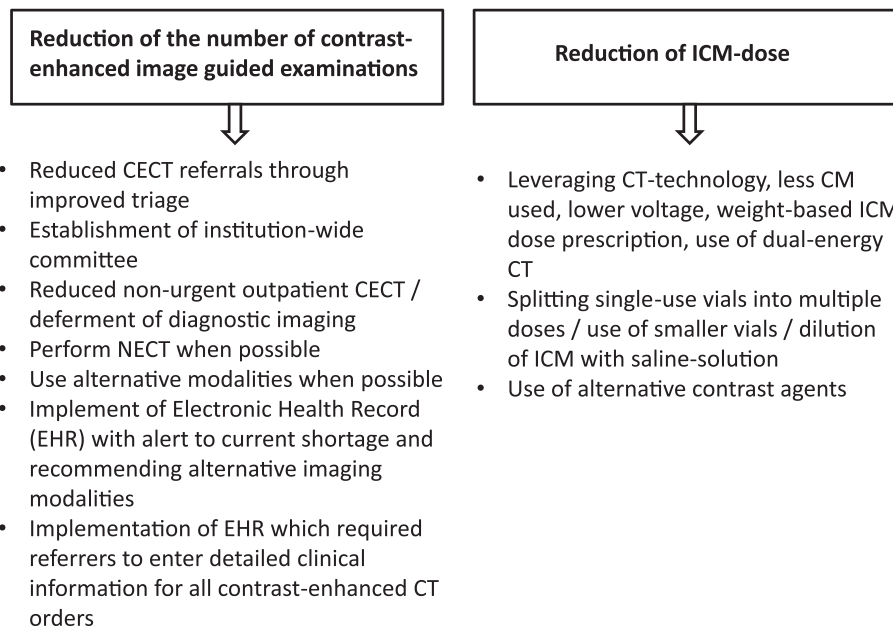 Reduction of the number of contrast-
enhanced image guided examinations
• Reduced CECT referrals through
improved triage
• Establishment of institution-wide
committee
• Reduced non-urgent outpatient CECT /
deferment of diagnostic imaging
• Perform NECT when possible
• Use alternative modalities when possible
• Implement of Electronic Health Record
(EHR) with alert to current shortage and
recommending alternative imaging
modalities
• Implementation of EHR which required
referrers to enter detailed clinical
information for all contrast-enhanced CT
orders
Reduction of ICM-dose
• Leveraging CT-technology, less CM
used, lower voltage, weight-based ICM
dose prescription, use of dual-energy
CT
• Splitting single-use vials into multiple
doses / use of smaller vials / dilution
of ICM with saline-solution
• Use of alternative contrast agents